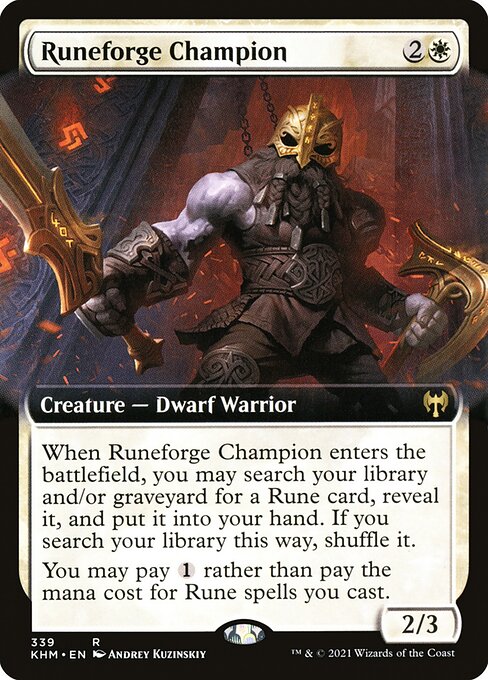 Runeforge Champion 2
Creature — Dwarf Warrior
When Runeforge Champion enters the
battlefield, you may search your library
and/or graveyard for a Rune card, reveal
it, and put it into your hand. If you
search your library this way, shuffle it.
You may pay 1 rather than pay the
mana cost for Rune spells you cast.
2/3
339 R
KHM • EN Andrey Kuzinskiy
™ & © 2021 Wizards of the Coast